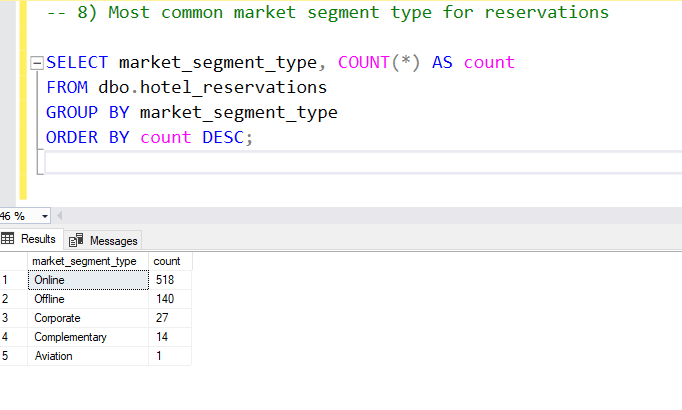 -- 8) Most common market segment type for reservations
SELECT market_segment_type, COUNT(*) AS count
FROM dbo.hotel_reservations
GROUP BY market_segment_type
ORDER BY count DESC;
46 %
Results Messages
market_segment_type count
1 Online 518
2 Offline 140
3 Corporate 27
4 Complementary 14
5 Aviation 1